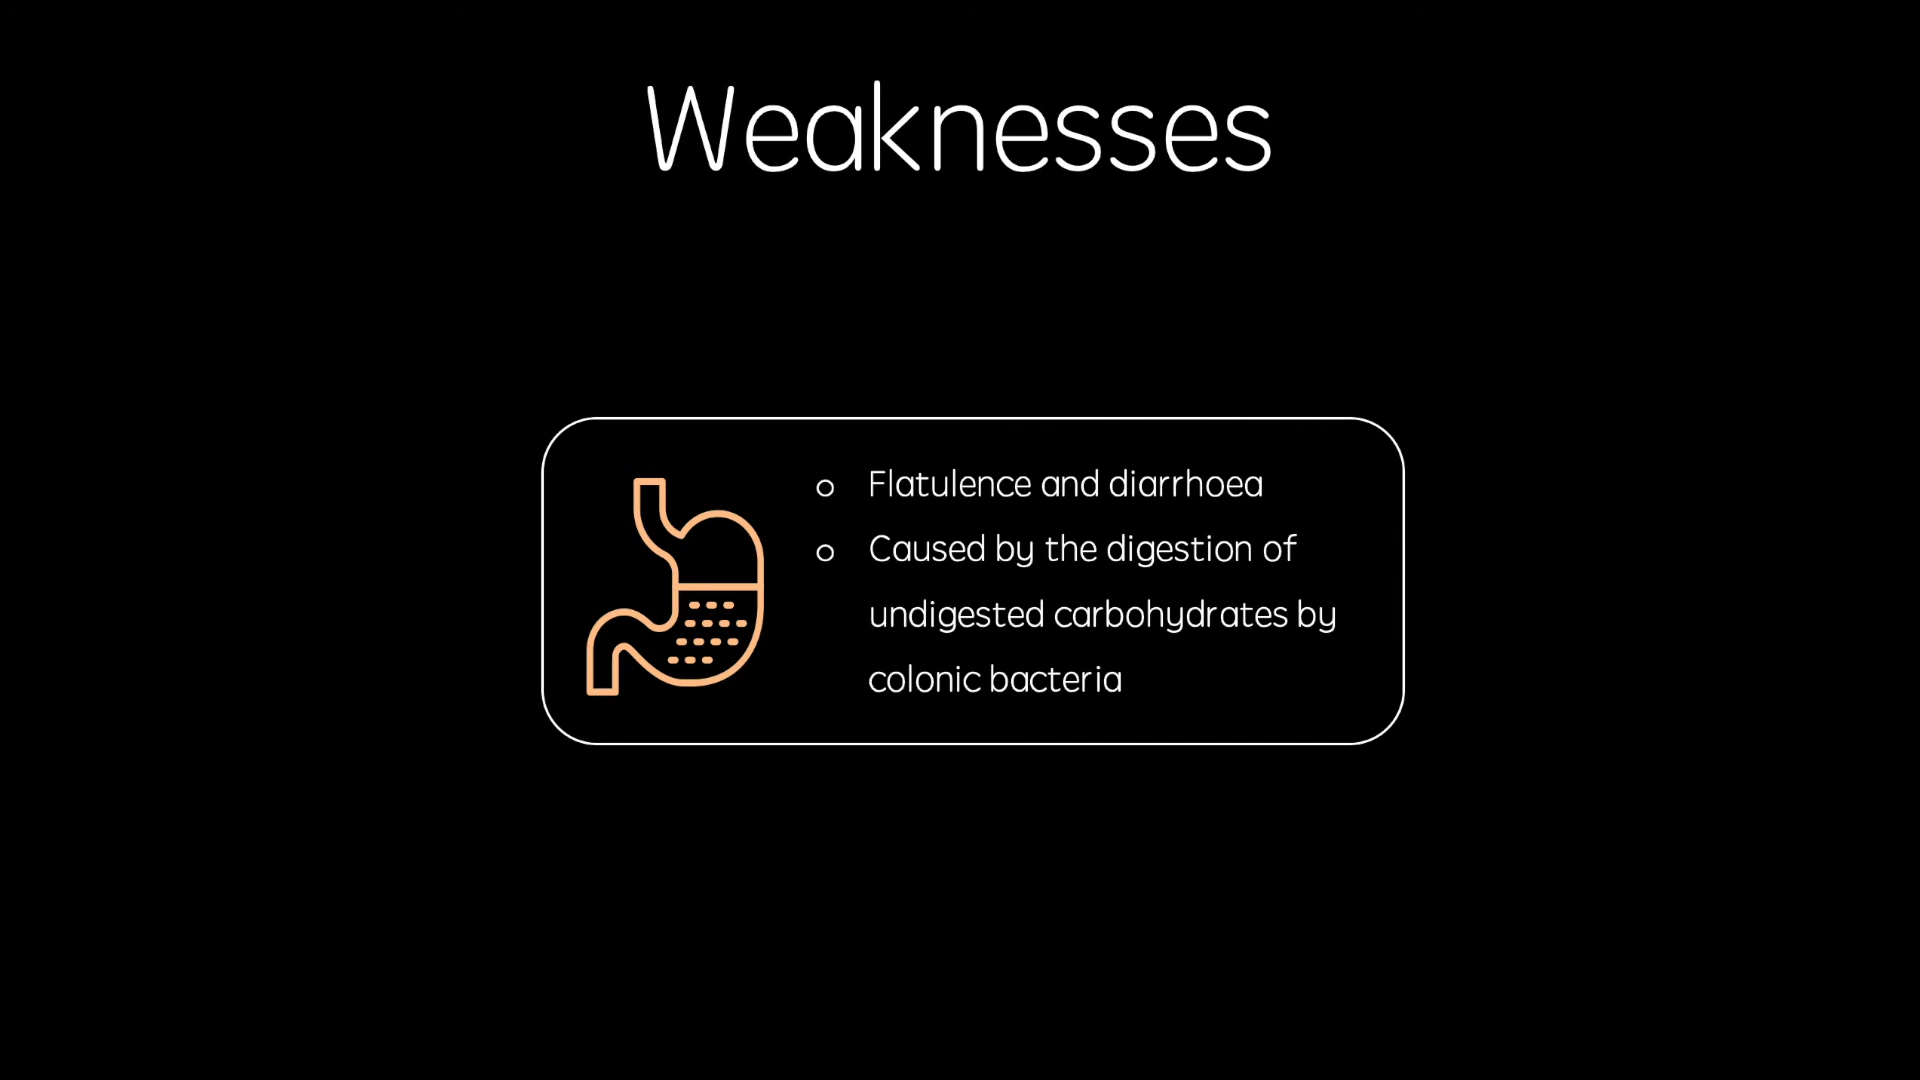 Weaknesses
Flatulence and diarrhoea
Caused by the digestion of
undigested carbohydrates by
colonic bacteria